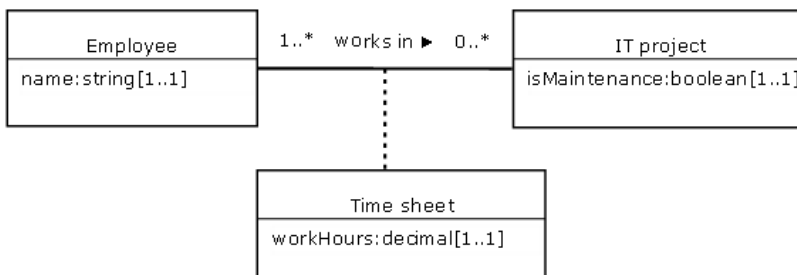 Employee
name:string[1..1]
1..* works in ► 0..*
IT project
isMaintenance:boolean[1..1]
Time sheet
workHours:decimal[1..1]